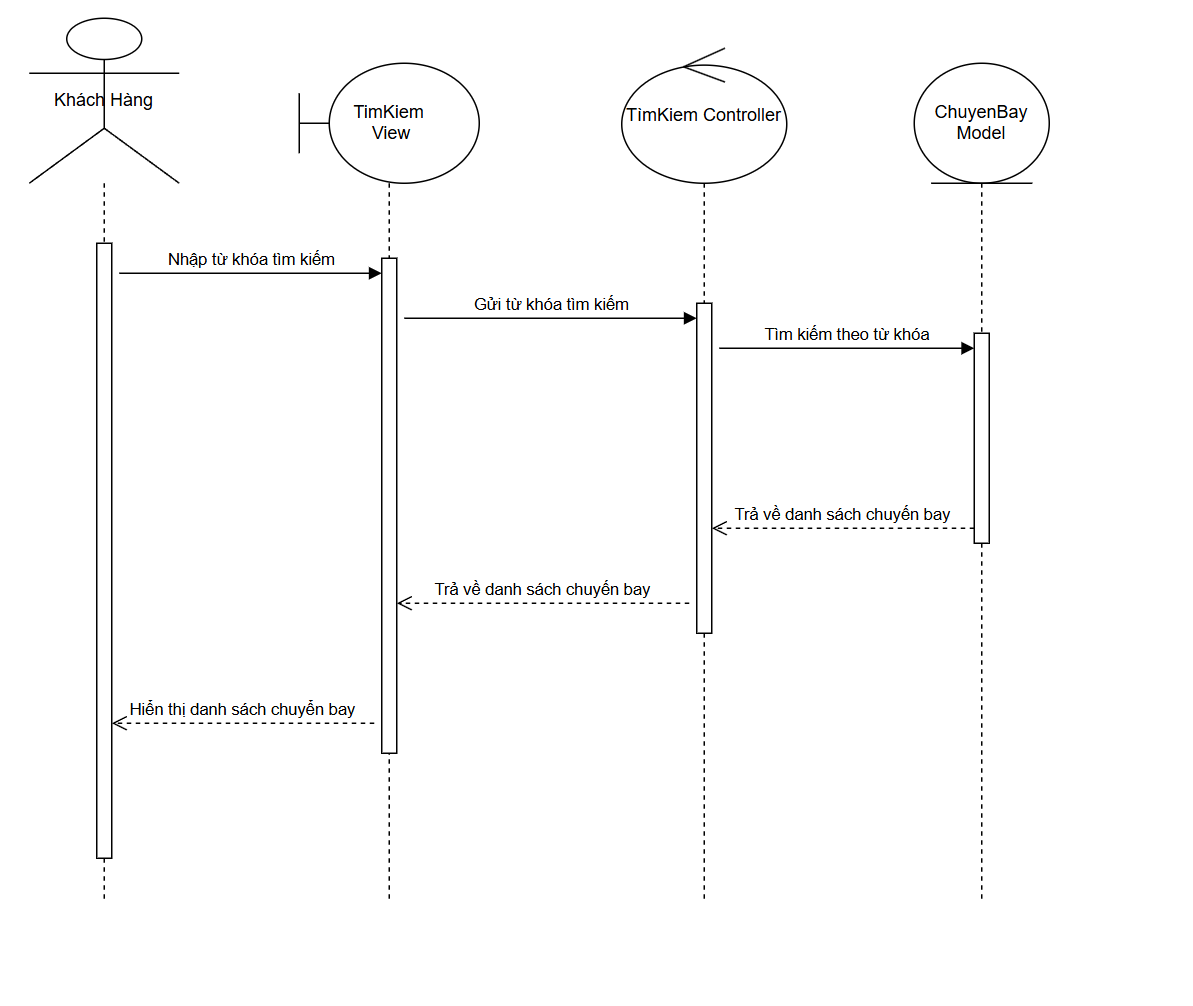 Khách Hàng
TimKiem
View
TìmKiem Controller
ChuyenBay
Model
Nhập từ khóa tìm kiếm
Gửi từ khóa tìm kiếm
Tìm kiếm theo từ khóa
Trả về danh sách chuyến bay
Trả về danh sách chuyến bay
Hiển thị danh sách chuyển bay